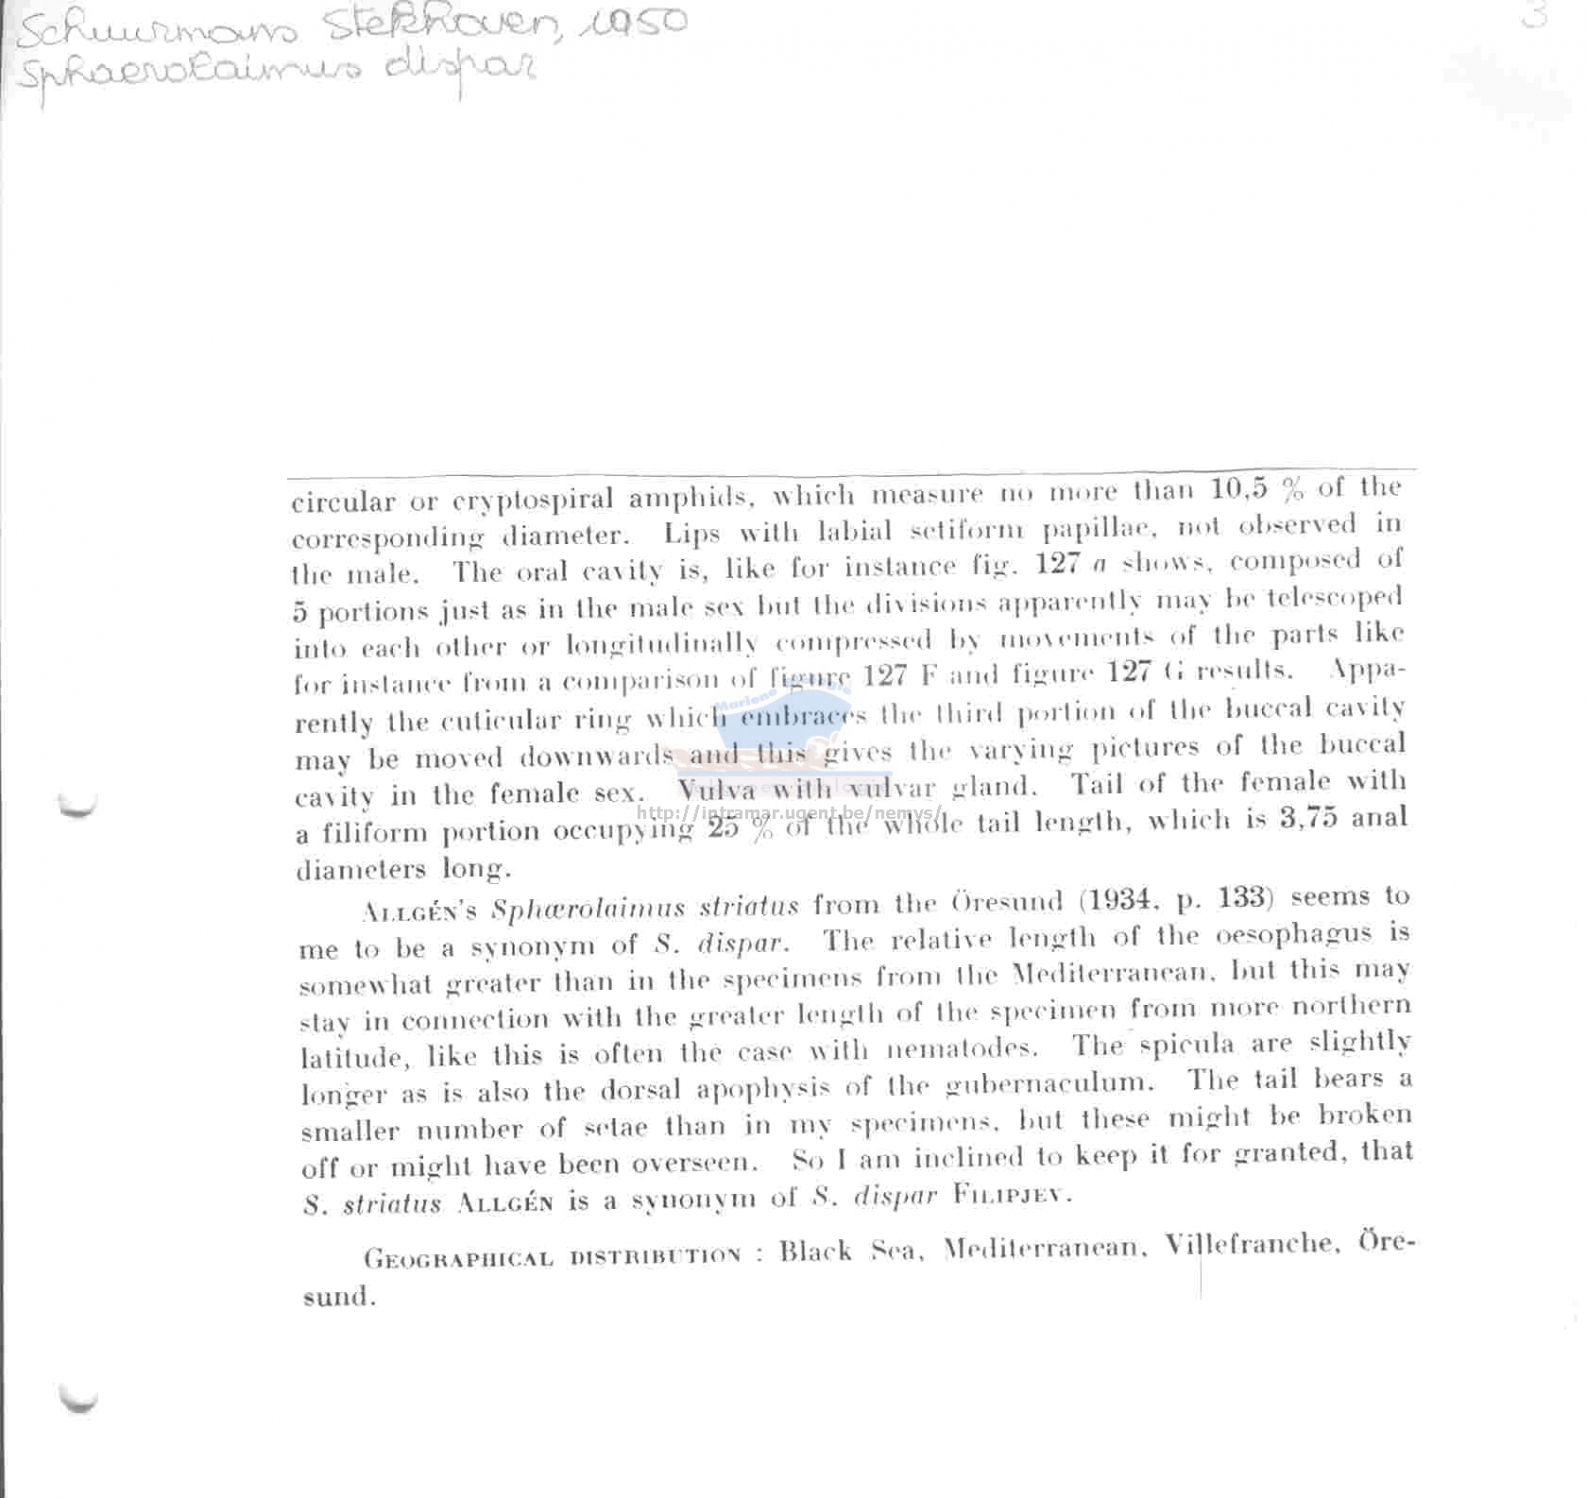 Schuurmans Stekhoven, 1950
3
Sphaerolaimus dispar
circular or cryptospiral amphids, which measure no more than 10,5 % of the
corresponding diameter. Lips with labial setiform papillae, not observed in
the male. The oral cavity is, like for instance fig. 127 a shows, composed of
5 portions just as in the male sex but the divisions apparently may be telescoped
into each other or longitudinally compressed by movements of the parts like
for instance from a comparison of figure 127 F and figure 127 G results. Appa-
rently the cuticular ring which embraces the third portion of the buccal cavity
may be moved downwards and this gives the varying pictures of the buccal
cavity in the female sex. Vulva with vulvar gland. Tail of the female with
http://intramar.ugent.be/nemys/
a filiform portion occupying 25 % of the whole tail length, which is 3,75 anal
diameters long.
ALLGÉN'S Sphærolaimus striatus from the Öresund (1934, p. 133) seems to
me to be a synonym of S. dispar. The relative length of the oesophagus is
somewhat greater than in the specimens from the Mediterranean, but this may
stay in connection with the greater length of the specimen from more northern
latitude, like this is often the case with nematodes. The spicula are slightly
longer as is also the dorsal apophysis of the gubernaculum. The tail bears a
smaller number of setae than in my specimens, but these might be broken
off or might have been overseen. So I am inclined to keep it for granted, that
S. striatus ALLGÉN is a synonym of S. dispar FILIPJEV.
GEOGRAPHICAL DISTRIBUTION : Black Sea, Mediterranean, Villefranche, Öre-
sund.